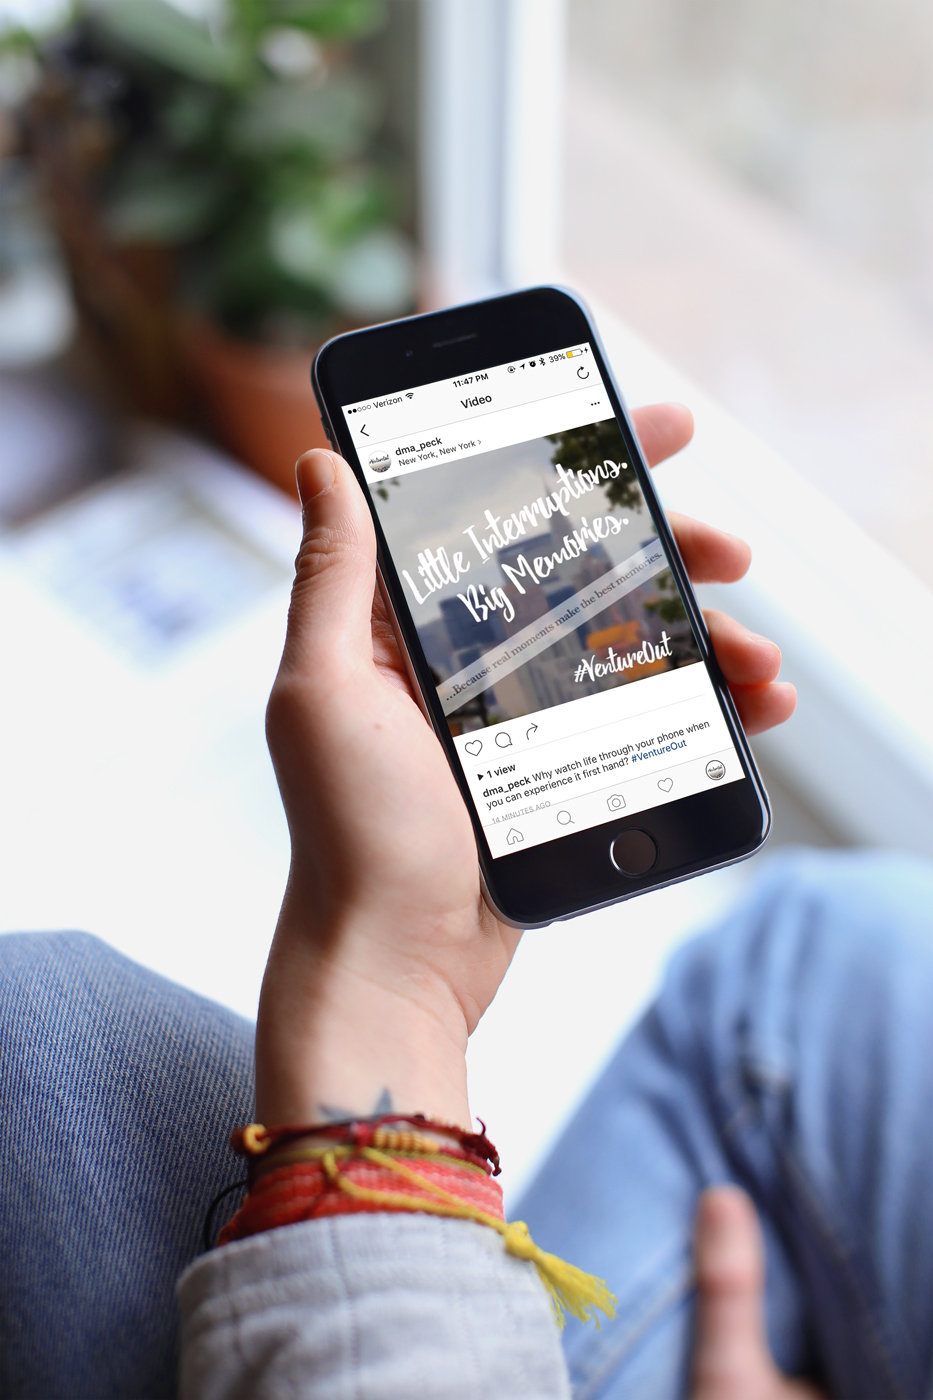 Verizon 11:47 PM 39%
Video
dma_peck
New York, New York >
Little Interruptions.
Big Memories.
...Because real moments make the best memories.
#VentureOut
1 view
dma_peck Why watch life through your phone when
you can experience it first hand? #VentureOut
14 MINUTES AGO